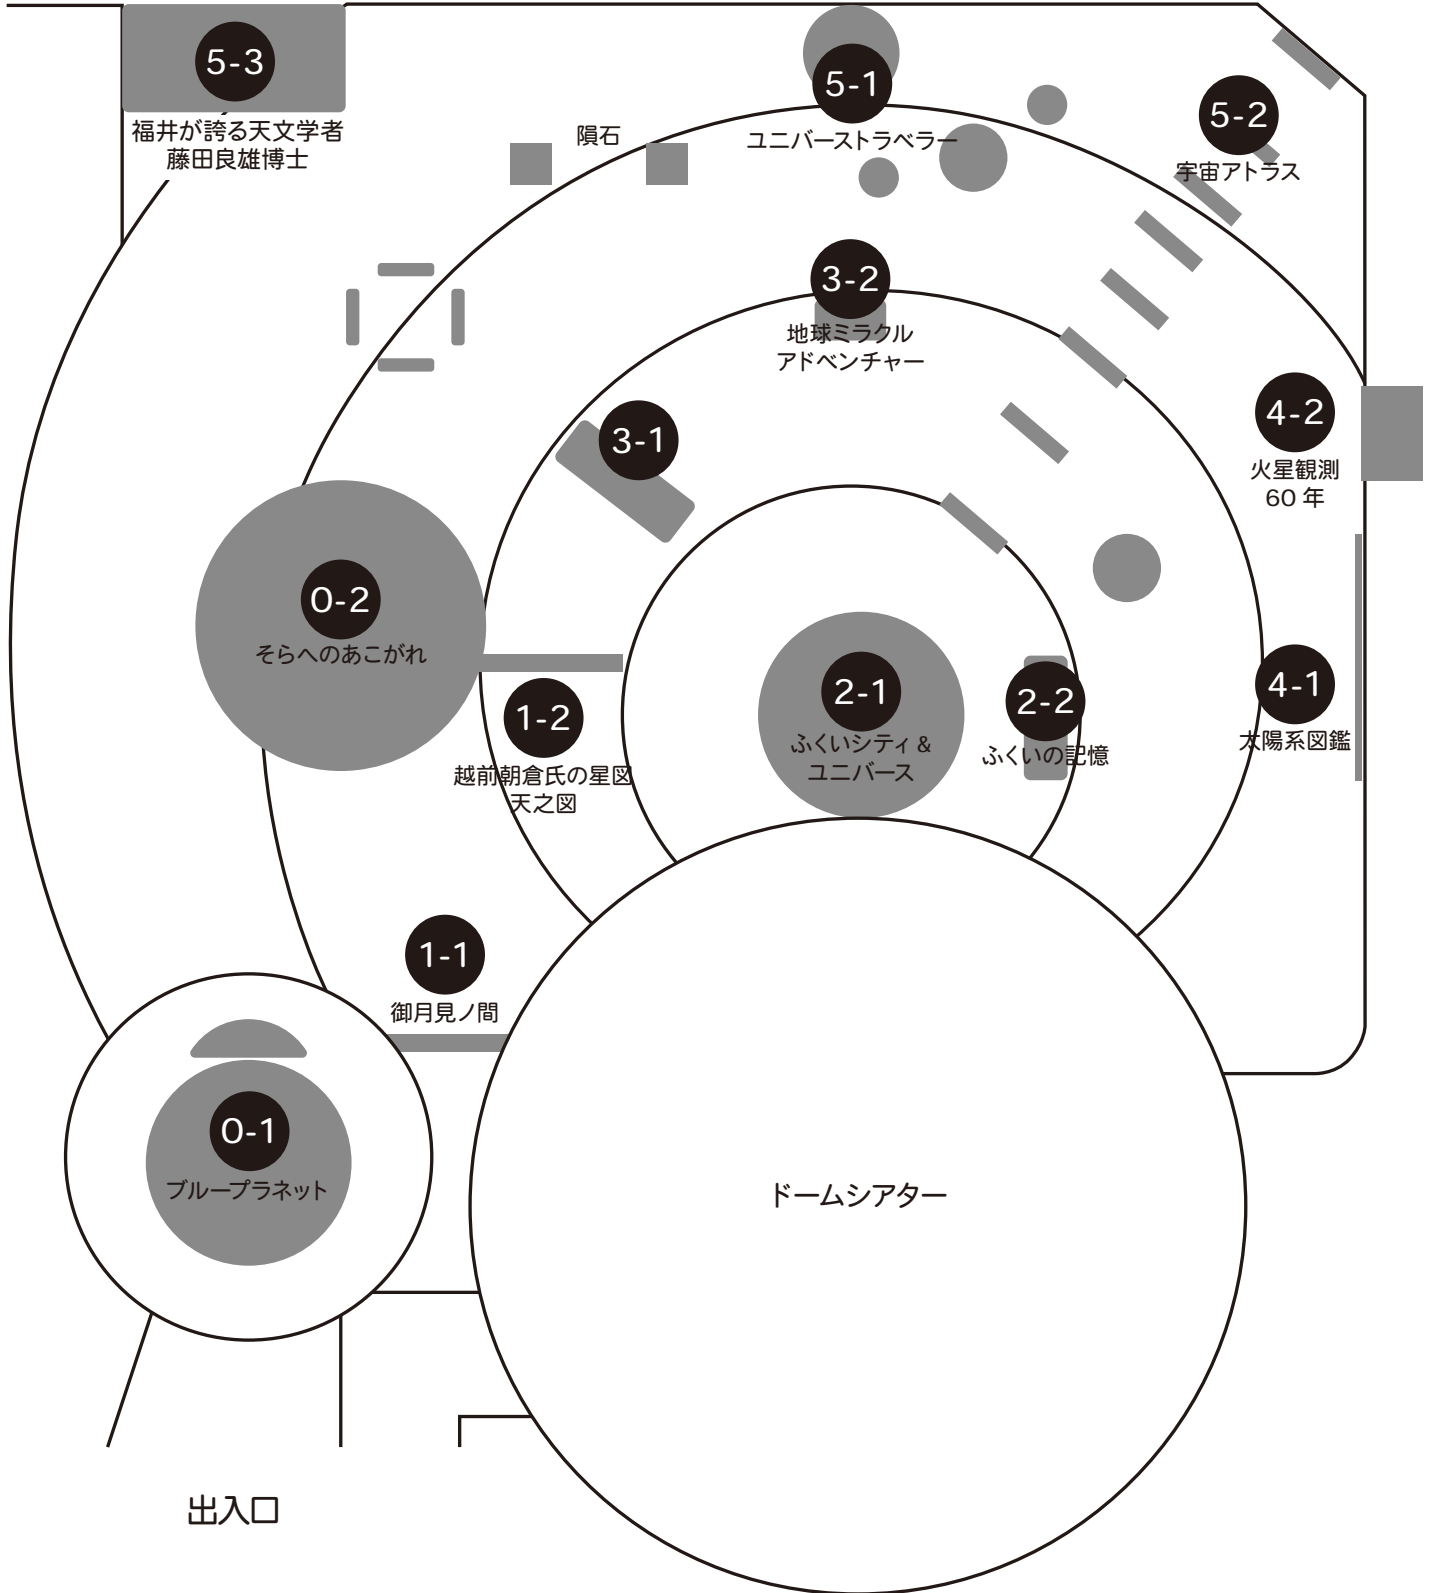 5-3
福井が誇る天文学者
藤田良雄博士
隕石
5-1
ユニバーストラベラー
5-2
宇宙アトラス
3-2
地球ミラクル
アドベンチャー
3-1
4-2
火星観測
60 年
0-2
そらへのあこがれ
1-2
越前朝倉氏の星図
天之図
2-1
ふくいシティ &
ユニバース
2-2
ふくいの記憶
4-1
太陽系図鑑
1-1
御月見ノ間
0-1
ブループラネット
ドームシアター
出入口